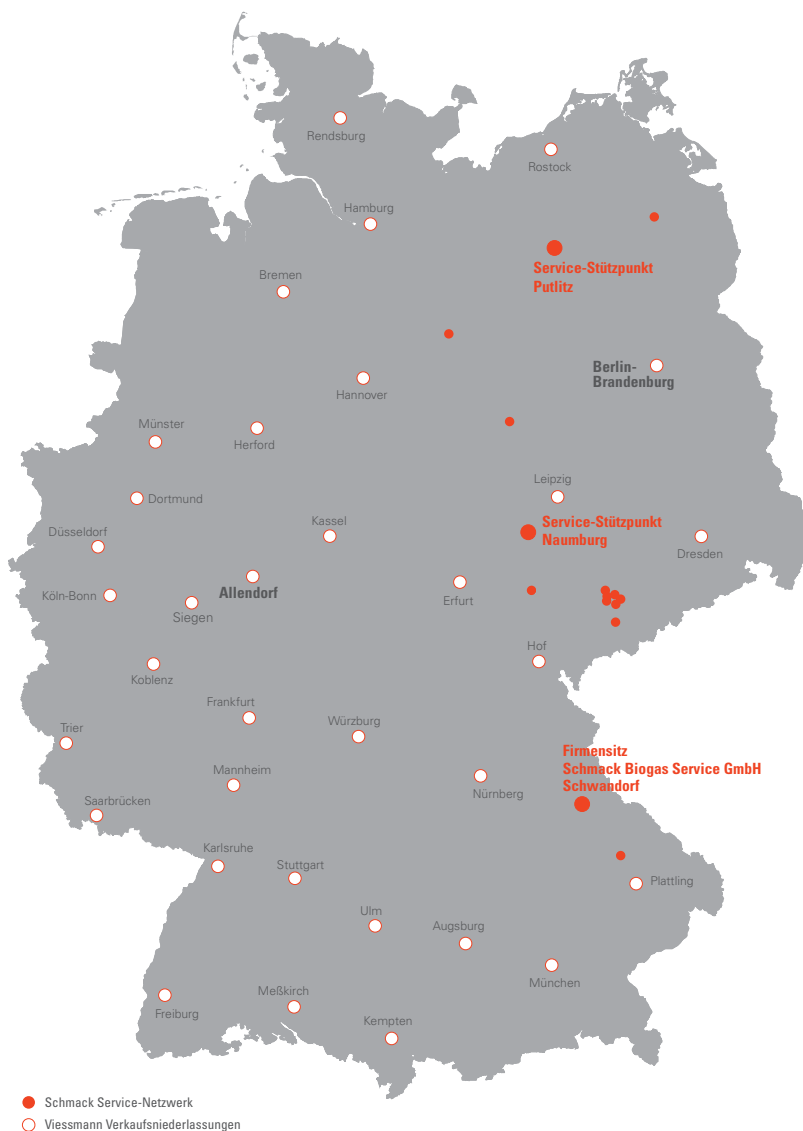 Rendsburg
Rostock
Hamburg
Service-Stützpunkt
Putlitz
Bremen
Berlin-
Brandenburg
Hannover
Münster
Herford
Leipzig
Dortmund
Kassel
Service-Stützpunkt
Naumburg
Düsseldorf
Dresden
Köln-Bonn
Allendorf
Erfurt
Siegen
Hof
Koblenz
Frankfurt
Würzburg
Trier
Firmensitz
Schmack Biogas Service GmbH
Schwandorf
Mannheim
Nürnberg
Saarbrücken
Karlsruhe
Stuttgart
Plattling
Ulm
Augsburg
München
Meßkirch
Freiburg
Kempten
Schmack Service-Netzwerk
Viessmann Verkaufsniederlassungen